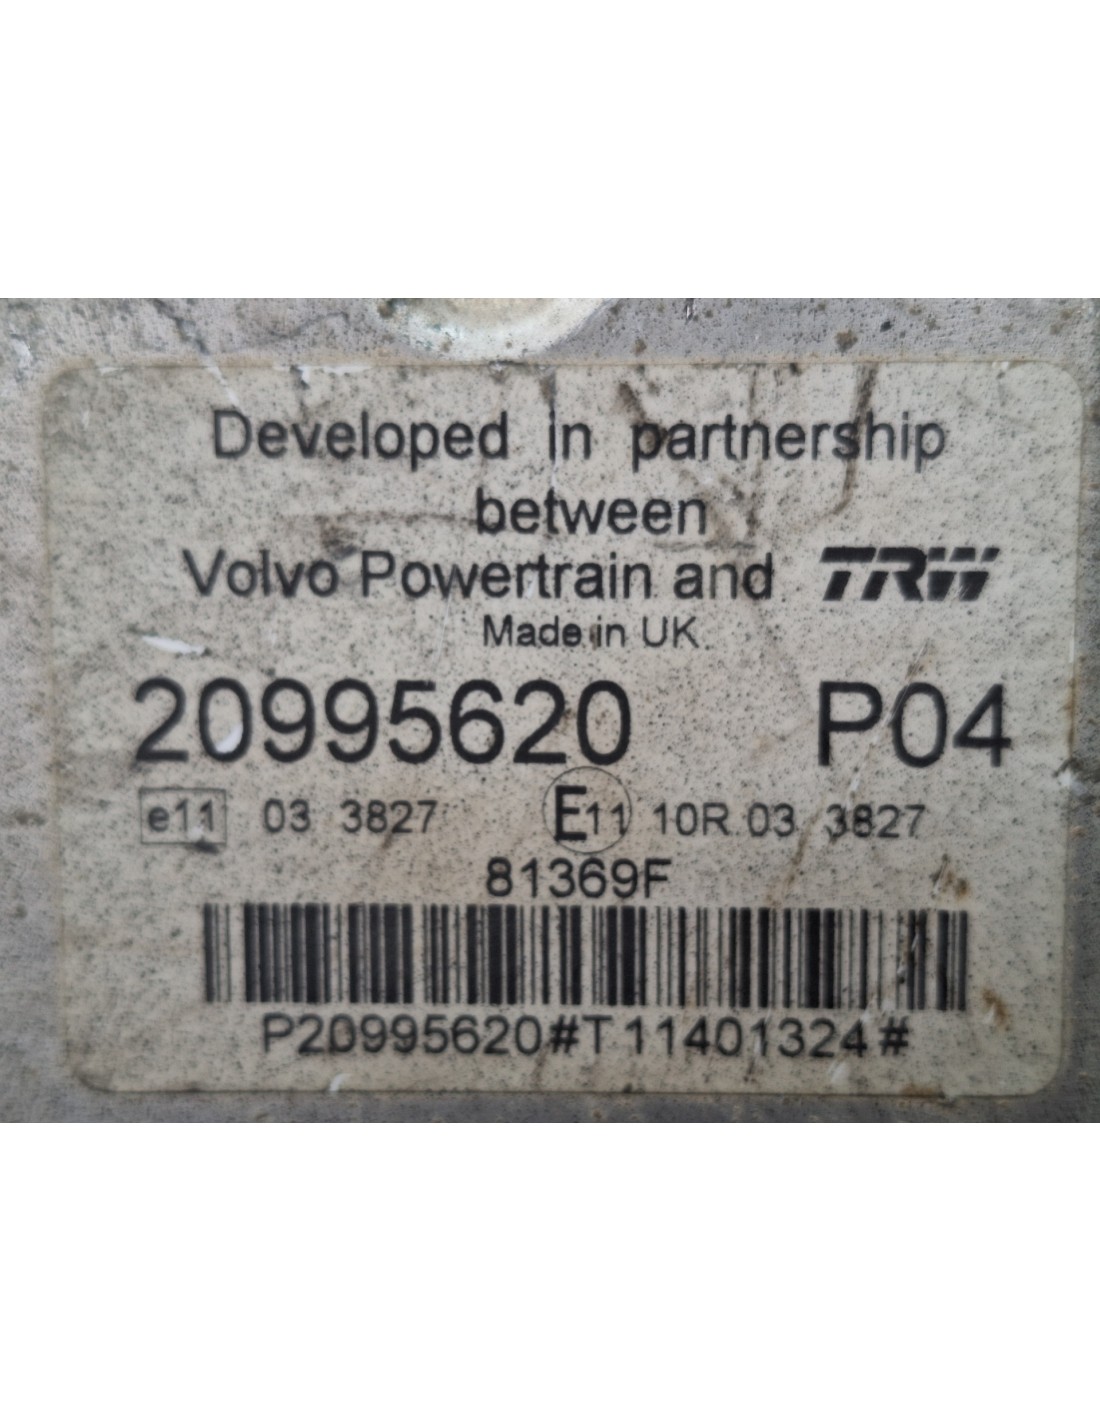 Developed in partnership
between
Volvo Powertrain and TRW
Made in UK
20995620 P04
e11 03 3827 E11 10R 03 3827
81369F
P20995620#T11401324#